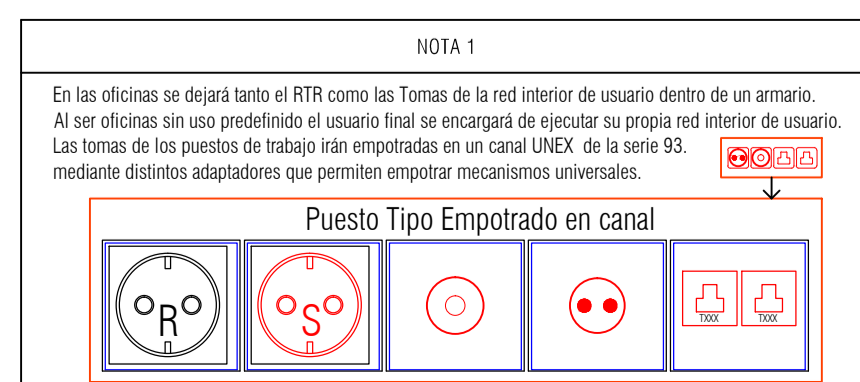 NOTA 1
En las oficinas se dejará tanto el RTR como las Tomas de la red interior de usuario dentro de un armario.
Al ser oficinas sin uso predefinido el usuario final se encargará de ejecutar su propia red interior de usuario.
Las tomas de los puestos de trabajo irán empotradas en un canal UNEX de la serie 93.
mediante distintos adaptadores que permiten empotrar mecanismos universales.
Puesto Tipo Empotrado en canal
R S
TXXX TXXX